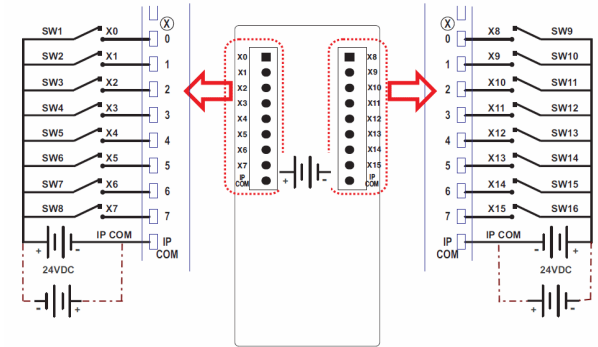 X
SW1 X0 0
SW2 X1 1
SW3 X2 2
SW4 X3 3
SW5 X4 4
SW6 X5 5
SW7 X6 6
SW8 X7 7
+ - IP COM IP COM
24VDC
- +
X0
X1
X2
X3
X4
X5
X6
X7
IP COM
+ -
X8
X9
X10
X11
X12
X13
X14
X15
IP COM
X
0 X8 SW9
1 X9 SW10
2 X10 SW11
3 X11 SW12
4 X12 SW13
5 X13 SW14
6 X14 SW15
7 X15 SW16
IP COM IP COM - +
24VDC
+ -